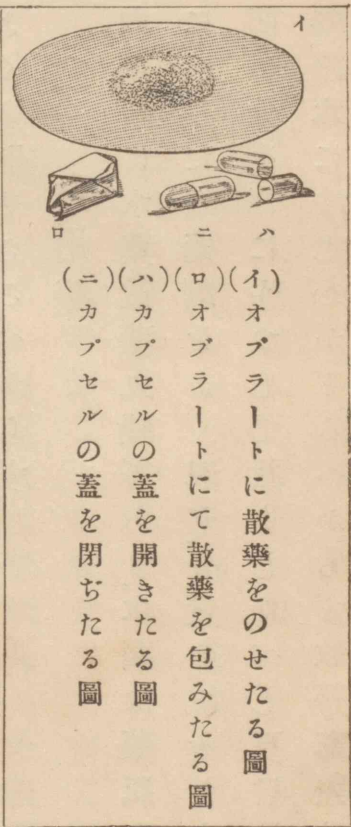 イ
ハ
ニ
ロ
(イ)オブラートに散藥をのせたる圖
(ロ)オブラートにて散藥を包みたる圖
(ハ)カプセルの蓋を開きたる圖
(ニ)カプセルの蓋を閉ぢたる圖